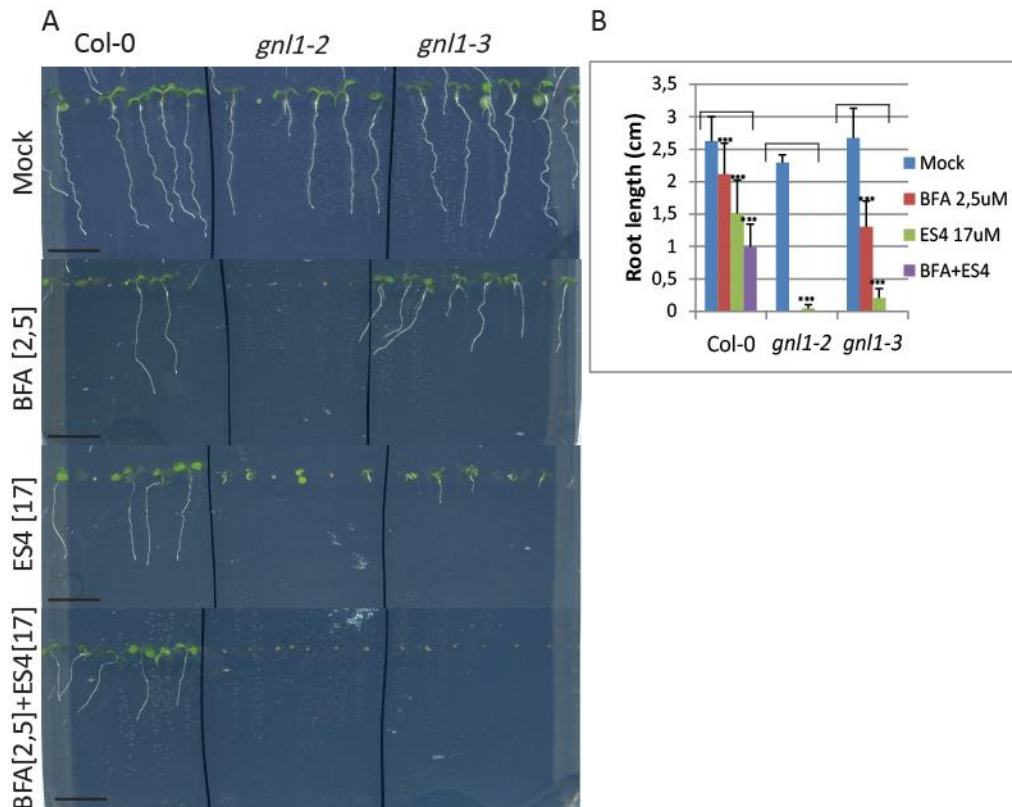 A
Col-0 gnl1-2 gnl1-3
Mock
BFA [2,5]
ES4 [17]
BFA[2,5]+ES4[17]
B
Root length (cm)
3,5
3
2,5
2
1,5
1
0,5
0
***
***
***
***
***
***
Col-0 gnl1-2 gnl1-3
Mock
BFA 2,5uM
ES4 17uM
BFA+ES4